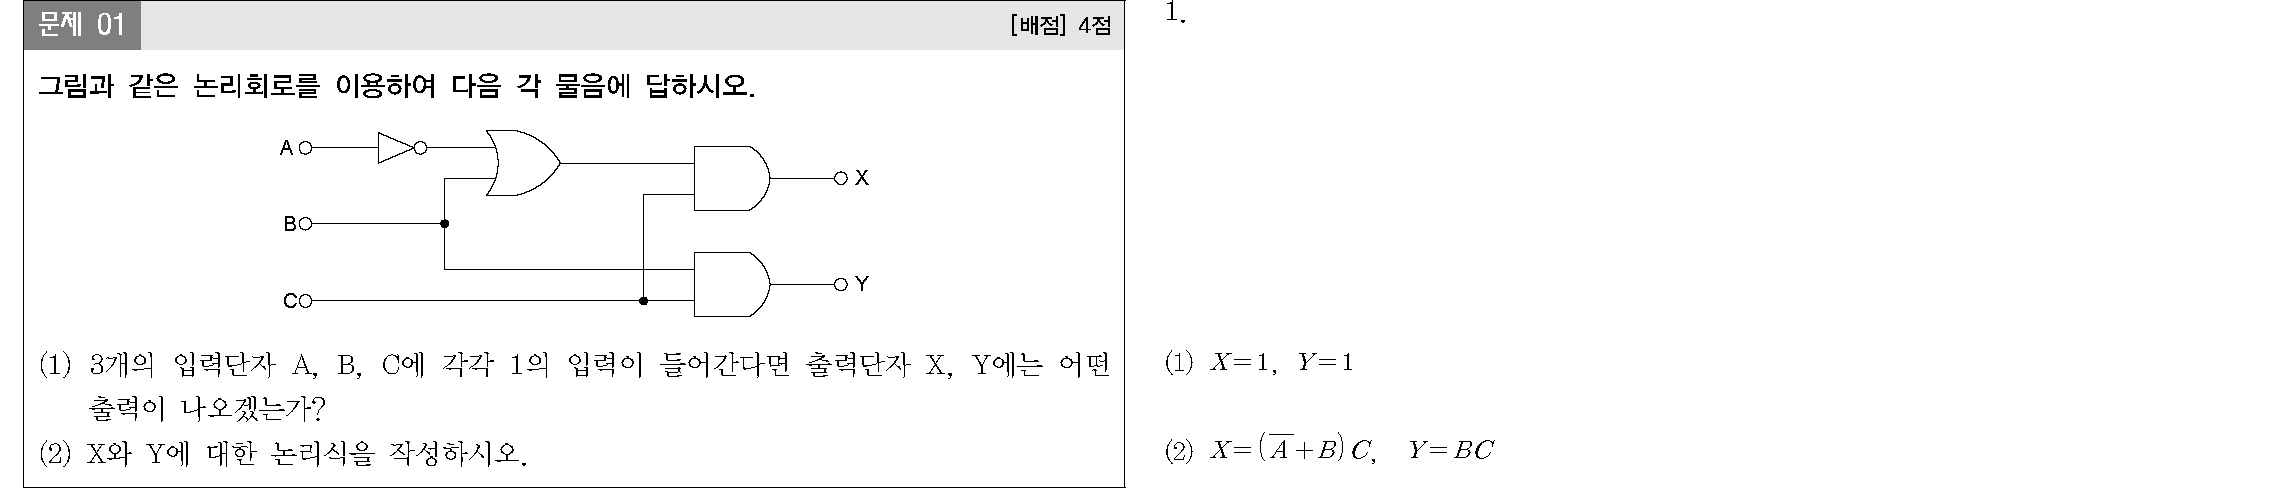 문제 01 [배점] 4점
그림과 같은 논리회로를 이용하여 다음 각 물음에 답하시오.
A
X
B
Y
C
(1) 3개의 입력단자 A, B, C에 각각 1의 입력이 들어간다면 출력단자 X, Y에는 어떤
출력이 나오겠는가?
(2) X와 Y에 대한 논리식을 작성하시오.
1.
(1) X=1, Y=1
(2) X=(A̅+B)C, Y=BC